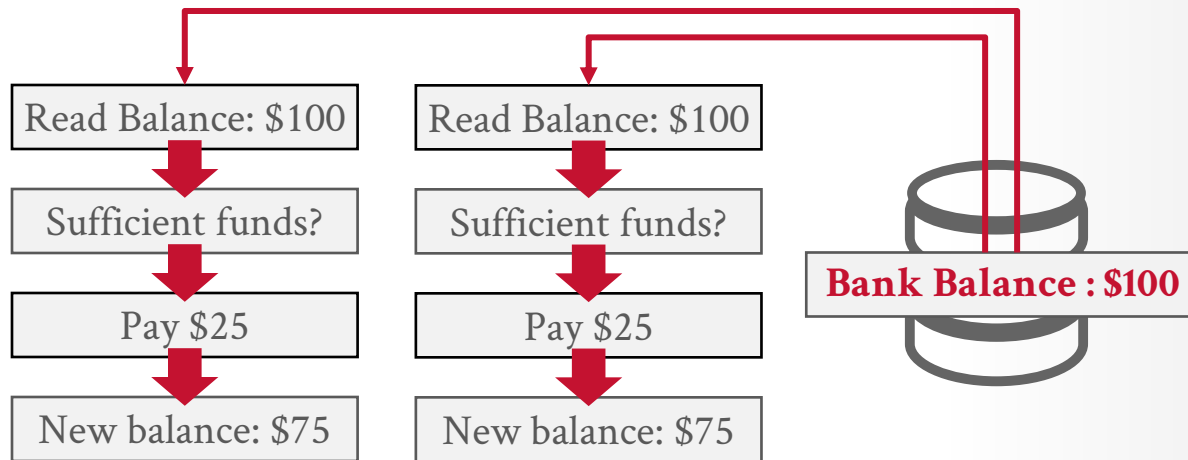 Read Balance: $100
Sufficient funds?
Pay $25
New balance: $75
Read Balance: $100
Sufficient funds?
Pay $25
New balance: $75
Bank Balance : $100